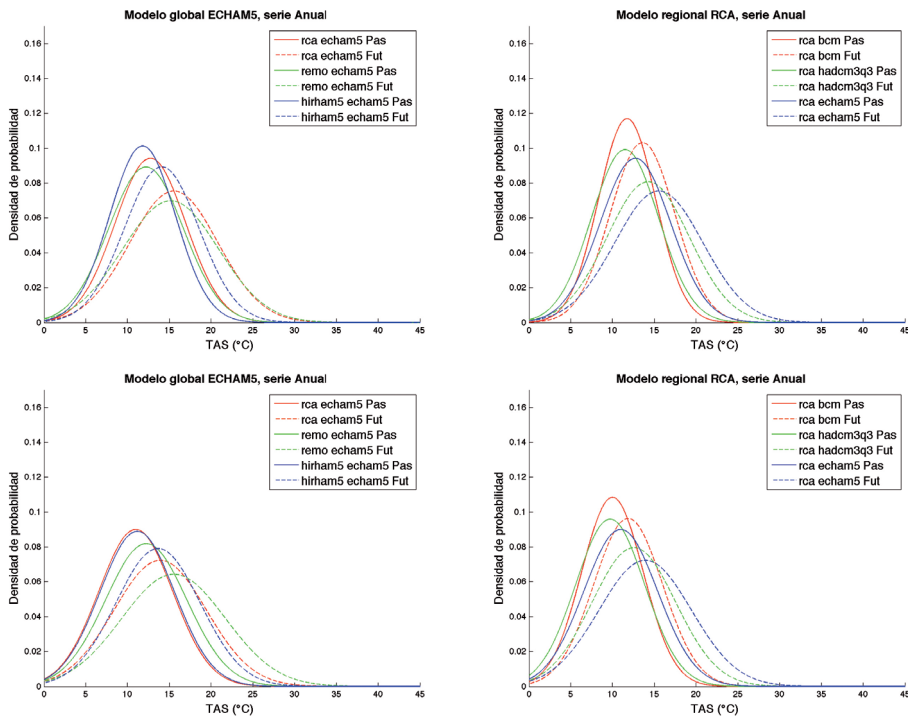 Modelo global ECHAM5, serie Anual
0.16
0.14
0.12
0.1
0.08
0.06
0.04
0.02
0
Densidad de probabilidad
rca echam5 Pas
rca echam5 Fut
remo echam5 Pas
remo echam5 Fut
hirham5 echam5 Pas
hirham5 echam5 Fut
0 5 10 15 20 25 30 35 40 45
TAS (°C)
Modelo regional RCA, serie Anual
0.16
0.14
0.12
0.1
0.08
0.06
0.04
0.02
0
Densidad de probabilidad
rca bcm Pas
rca bcm Fut
rca hadcm3q3 Pas
rca hadcm3q3 Fut
rca echam5 Pas
rca echam5 Fut
0 5 10 15 20 25 30 35 40 45
TAS (°C)
Modelo global ECHAM5, serie Anual
0.16
0.14
0.12
0.1
0.08
0.06
0.04
0.02
0
Densidad de probabilidad
rca echam5 Pas
rca echam5 Fut
remo echam5 Pas
remo echam5 Fut
hirham5 echam5 Pas
hirham5 echam5 Fut
0 5 10 15 20 25 30 35 40 45
TAS (°C)
Modelo regional RCA, serie Anual
0.16
0.14
0.12
0.1
0.08
0.06
0.04
0.02
0
Densidad de probabilidad
rca bcm Pas
rca bcm Fut
rca hadcm3q3 Pas
rca hadcm3q3 Fut
rca echam5 Pas
rca echam5 Fut
0 5 10 15 20 25 30 35 40 45
TAS (°C)